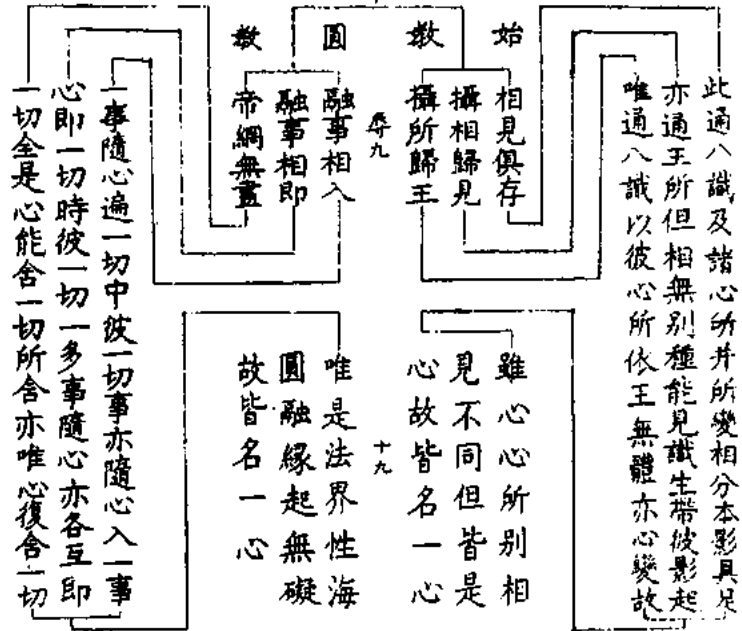 始教
相見俱存
攝相歸見
攝所歸王
此通八識及諸心所并所變相分本影具足
亦通王所但相無別種能見識生帶彼影起
唯通八識以彼心所依王無體亦心變故
雖心心所別相
見不同但皆是
心故皆名一心
尋九
十九
圓教
融事相入
融事相即
帝網無盡
一事隨心遍一切中彼一切事亦隨心入一事
心即一切時彼一切一多事隨心亦各互即
一切全是心能含一切所含亦唯心復含一切
唯是法界性海
圓融緣起無礙
故皆名一心